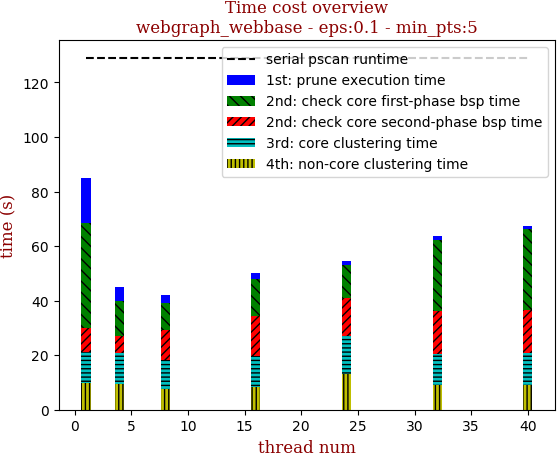 Time cost overview
webgraph_webbase - eps:0.1 - min_pts:5
serial pscan runtime
1st: prune execution time
2nd: check core first-phase bsp time
2nd: check core second-phase bsp time
3rd: core clustering time
4th: non-core clustering time
time (s)
120
100
80
60
40
20
0
0 5 10 15 20 25 30 35 40
thread num